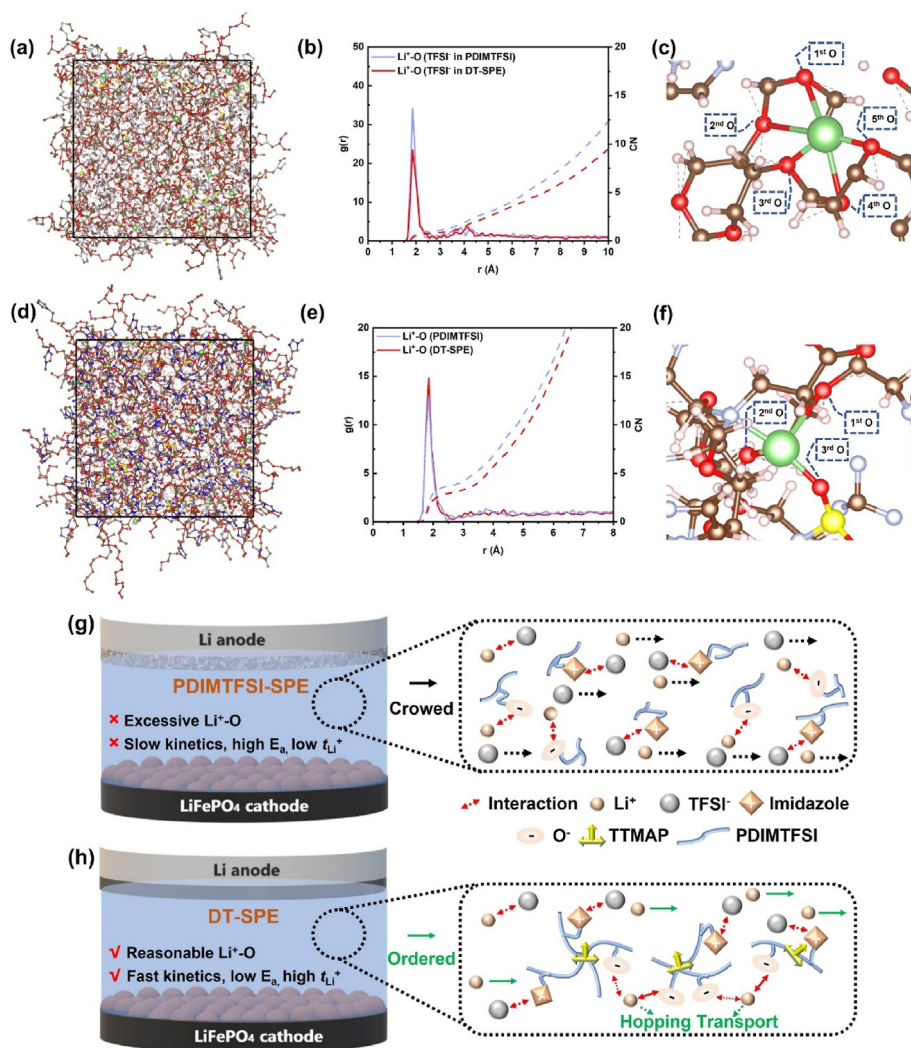 (a)
(b)
Li⁺-O (TFSI⁻ in PDIMTFSI)
Li⁺-O (TFSI⁻ in DT-SPE)
g(r)
50
40
30
20
10
0
CN
20
15
10
5
0
0 1 2 3 4 5 6 7 8 9 10
r (Å)
(c)
1st O
2nd O
5th O
3rd O
4th O
(d)
(e)
Li⁺-O (PDIMTFSI)
Li⁺-O (DT-SPE)
g(r)
20
15
10
5
0
CN
20
15
10
5
0
0 1 2 3 4 5 6 7 8
r (Å)
(f)
2nd O
1st O
3rd O
(g)
Li anode
PDIMTFSI-SPE
× Excessive Li⁺-O
× Slow kinetics, high Eₐ, low tLi⁺
LiFePO₄ cathode
Crowed
Interaction Li⁺ TFSI⁻ Imidazole
O⁻ TTMAP PDIMTFSI
(h)
Li anode
DT-SPE
√ Reasonable Li⁺-O
√ Fast kinetics, low Eₐ, high tLi⁺
LiFePO₄ cathode
Ordered
Hopping Transport